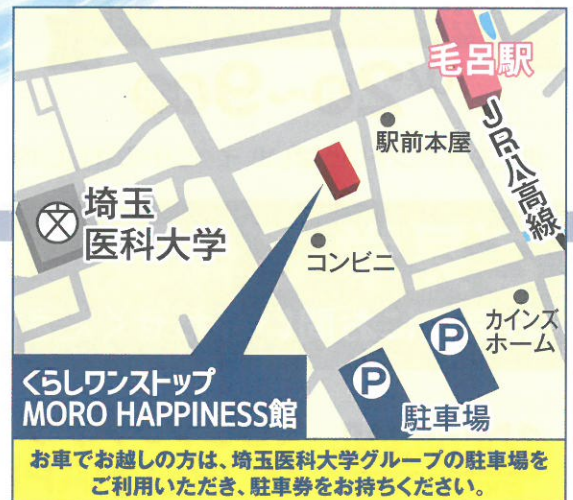 毛呂駅
駅前本屋
JR八高線
埼玉
医科大学
コンビニ
カインズ
ホーム
P
P
駐車場
くらしワンストップ
MORO HAPPINESS館
お車でお越しの方は、埼玉医科大学グループの駐車場を
ご利用いただき、駐車券をお持ちください。